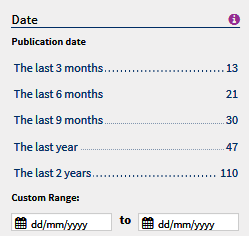 Date
Publication date
The last 3 months 13
The last 6 months 21
The last 9 months 30
The last year 47
The last 2 years 110
Custom Range:
dd/mm/yyyy to dd/mm/yyyy